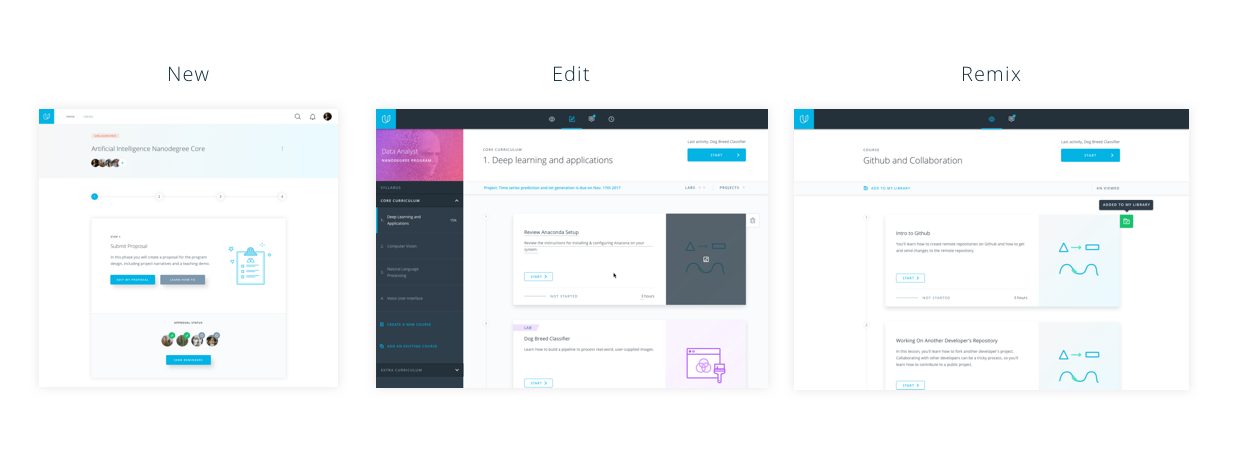 New
Edit
Remix
Artificial Intelligence Nanodegree Core
1
2
3
4
STEP 1
Submit Proposal
In this phase you will create a proposal for the program
design, including project narratives and a teaching demo.
EDIT MY PROPOSAL
LEARN HOW TO
APPROVAL STATUS
SEND REMINDERS
Data Analyst
NANODEGREE PROGRAM
SYLLABUS
CORE CURRICULUM
1. Deep Learning and
Applications
2. Computer Vision
3. Natural Language
Processing
4. Voice User Interface
CREATE A NEW COURSE
ADD AN EXISTING COURSE
EXTRA CURRICULUM
CORE CURRICULUM
1. Deep learning and applications
Last activity, Dog Breed Classifier
START
Project: Time series prediction and text generation is due on Nov 17th 2017
LABS
PROJECTS
1
Review Anaconda Setup
Review the instructions for installing & configuring Anaconda on your
system.
START
NOT STARTED
3 hours
2
LAB
Dog Breed Classifier
Learn how to build a pipeline to process real-word, user-supplied images.
START
COURSE
Github and Collaboration
Last activity, Dog Breed Classifier
START
ADD TO MY LIBRARY
0% VIEWED
ADDED TO MY LIBRARY
1
Intro to Github
You'll learn how to create remote repositories on Github and how to get
and send changes to the remote repository.
START
NOT STARTED
3 hours
2
Working On Another Developer's Repository
In this lesson, you'll learn how to fork another developer's project.
Collaborating with other developers can be a tricky process, so you'll
learn how to contribute to a public project.
START